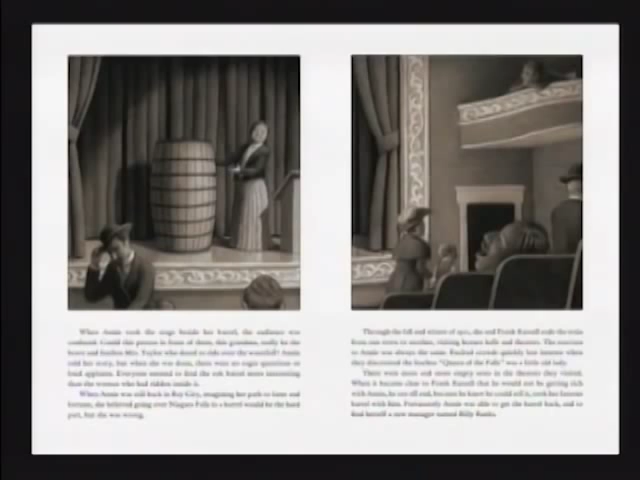 When Annie took the stage beside her barrel, the audience was
confused. Could this person in front of them, this grandma, really be the
brave and fearless Mrs. Taylor who dared to ride over the waterfall? Annie
told her story, but when she was done, there were no eager questions or
loud applause. Everyone seemed to find the oak barrel more interesting
than the woman who had ridden inside it.
When Annie was still back in Bay City, imagining her path to fame and
fortune, she believed going over Niagara Falls in a barrel would be the hard
part, but she was wrong.
Through the fall and winter of 1901, she and Frank Russell rode the train
from one town to another, visiting lecture halls and theaters. The reaction
to Annie was always the same. Excited crowds quickly lost interest when
they discovered the fearless "Queen of the Falls" was a little old lady.
There were more and more empty seats in the theaters they visited.
When it became clear to Frank Russell that he would not be getting rich
with Annie, he ran off and, because he knew he could sell it, took her famous
barrel with him. Fortunately Annie was able to get the barrel back, and to
find herself a new manager named Billy Banks.